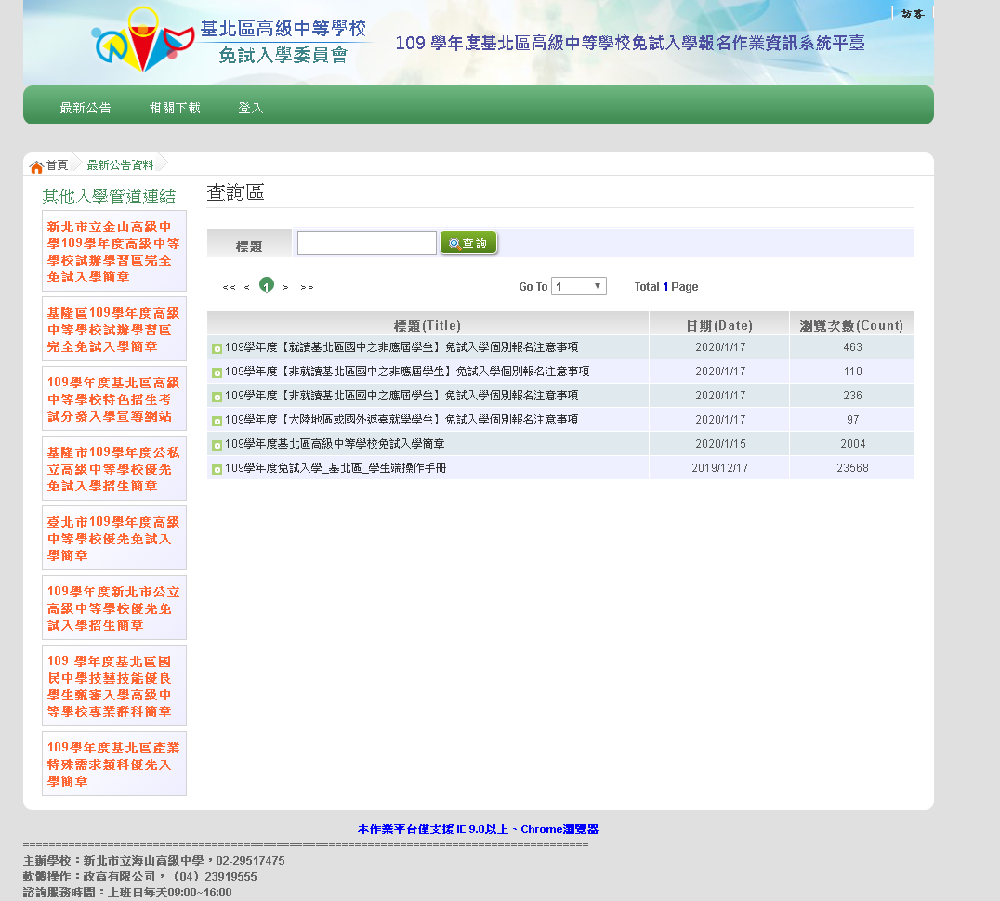 基北區高級中等學校
免試入學委員會
109 學年度基北區高級中等學校免試入學報名作業資訊系統平臺
訪客
最新公告 相關下載 登入
首頁 最新公告資料
其他入學管道連結
新北市立金山高級中
學109學年度高級中等
學校試辦學習區完全
免試入學簡章
基隆區109學年度高級
中等學校試辦學習區
完全免試入學簡章
109學年度基北區高級
中等學校特色招生考
試分發入學宣導網站
基隆市109學年度公私
立高級中等學校優先
免試入學招生簡章
臺北市109學年度高級
中等學校優先免試入
學簡章
109學年度新北市公立
高級中等學校優先免
試入學招生簡章
109 學年度基北區國
民中學技藝技能優良
學生甄審入學高級中
等學校專業群科簡章
109學年度基北區產業
特殊需求類科優先入
學簡章
查詢區
標題 查詢
<< < 1 > >> Go To 1 Total 1 Page
標題(Title) 日期(Date) 瀏覽次數(Count)
109學年度【就讀基北區國中之非應屆學生】免試入學個別報名注意事項 2020/1/17 463
109學年度【非就讀基北區國中之非應屆學生】免試入學個別報名注意事項 2020/1/17 110
109學年度【非就讀基北區國中之應屆學生】免試入學個別報名注意事項 2020/1/17 236
109學年度【大陸地區或國外返臺就學學生】免試入學個別報名注意事項 2020/1/17 97
109學年度基北區高級中等學校免試入學簡章 2020/1/15 2004
109學年度免試入學_基北區_學生端操作手冊 2019/12/17 23568
本作業平台僅支援 IE 9.0以上、Chrome瀏覽器
=======================================================================================
主辦學校：新北市立海山高級中學，02-29517475
軟體操作：政高有限公司，（04）23919555
諮詢服務時間：上班日每天09:00~16:00